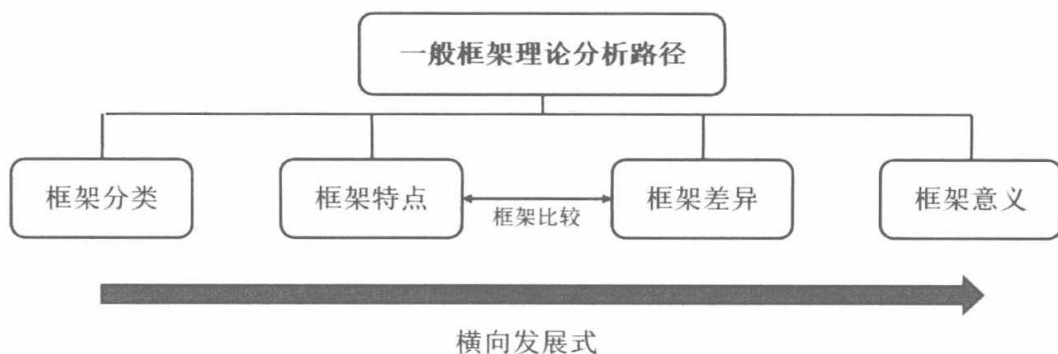 一般框架理论分析路径
框架分类
框架特点
框架比较
框架差异
框架意义
横向发展式